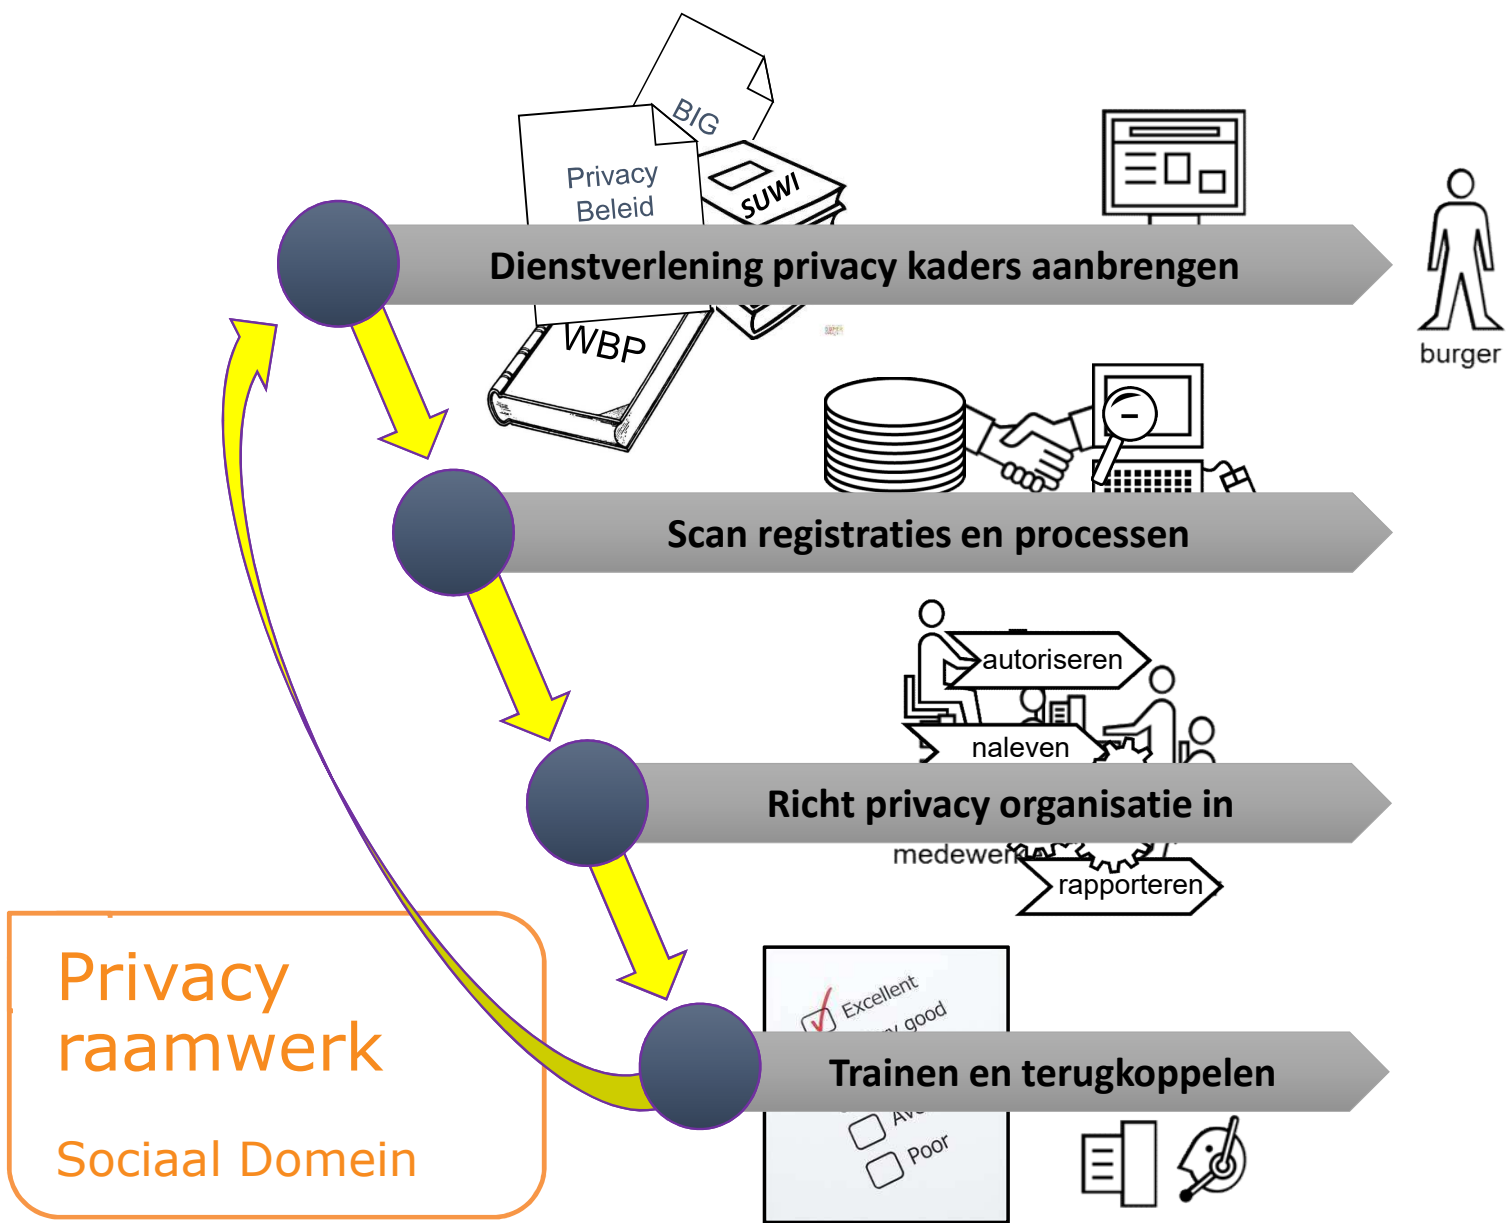 BIG
Privacy
Beleid
SUWI
Dienstverlening privacy kaders aanbrengen
WBP
burger
Scan registraties en processen
autoriseren
naleven
Richt privacy organisatie in
rapporteren
Privacy
raamwerk
Sociaal Domein
Excellent
good
Trainen en terugkoppelen
Poor